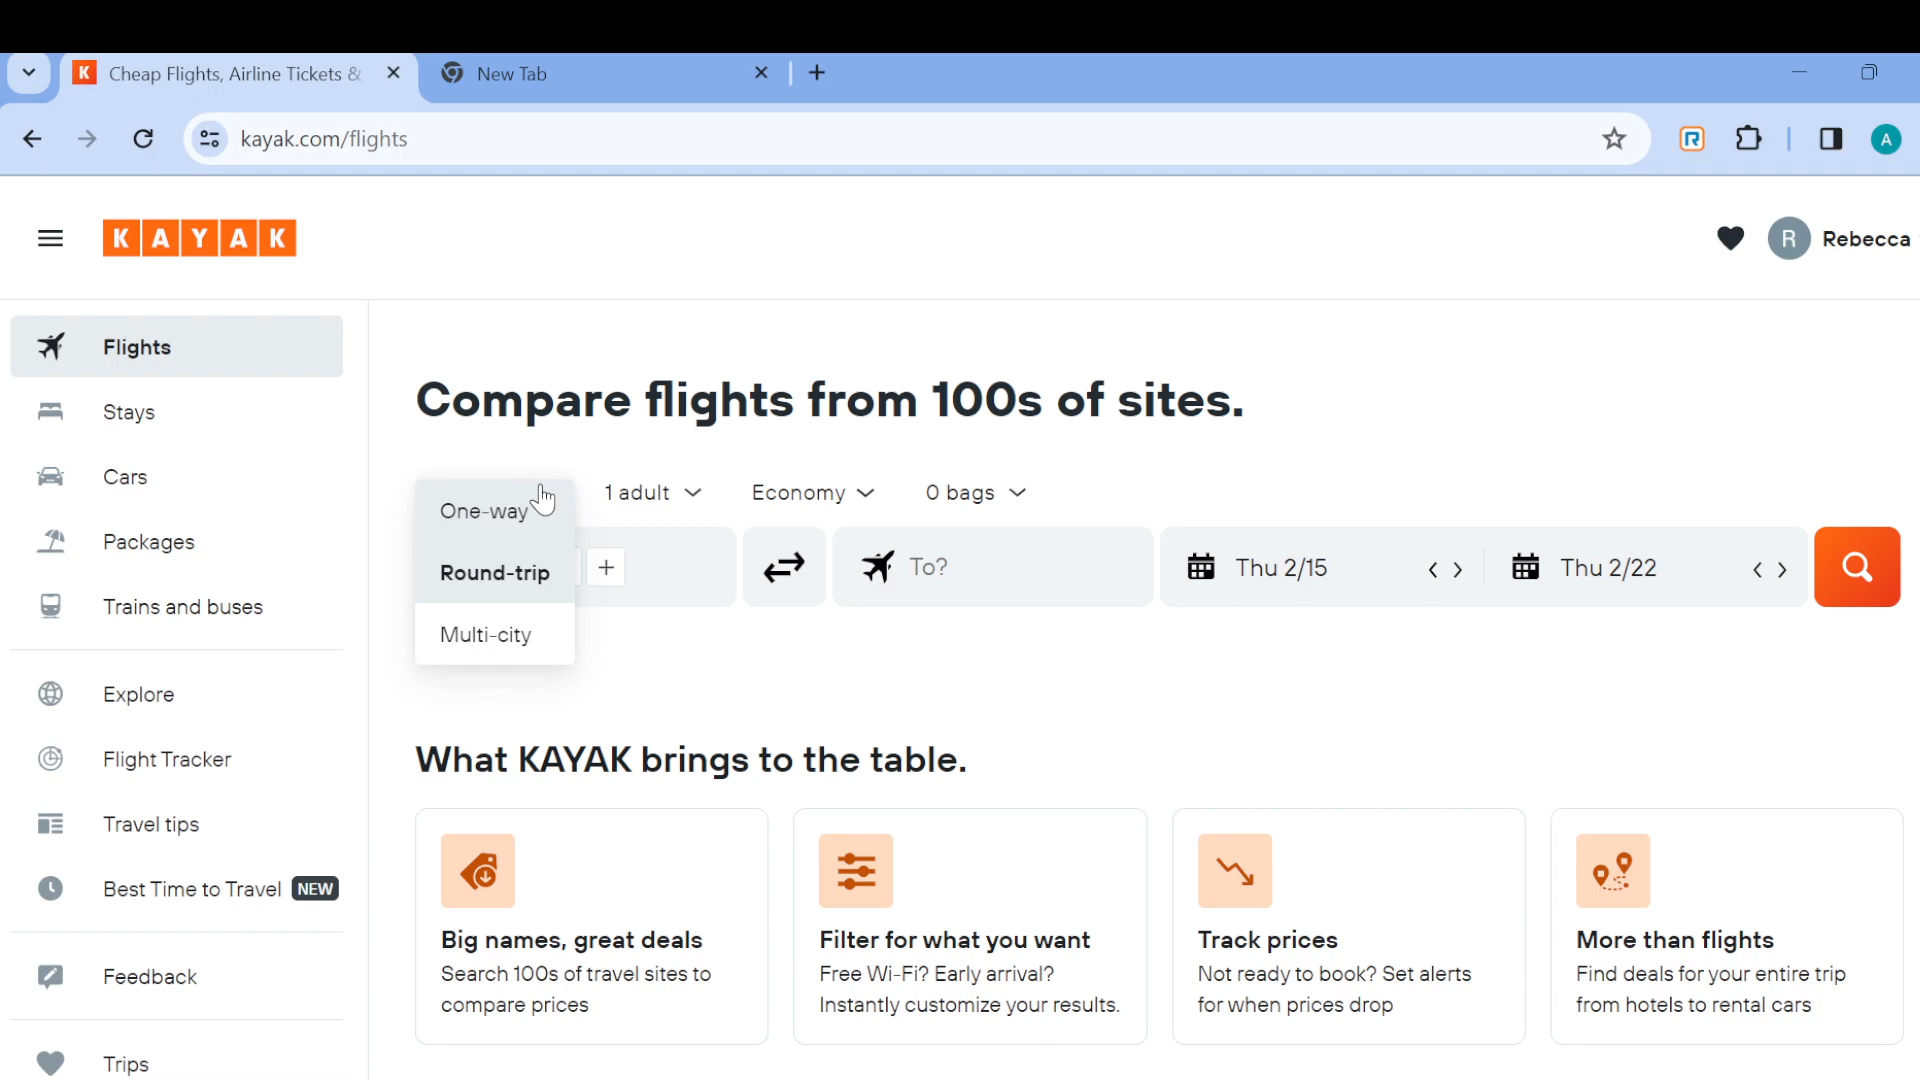 K Cheap Flights, Airline Tickets &
New Tab
kayak.com/flights
A
KAYAK
R Rebecca
Flights
Stays
Cars
Packages
Trains and buses
Explore
Flight Tracker
Travel tips
Best Time to Travel NEW
Feedback
Trips
Compare flights from 100s of sites.
One-way
Round-trip
Multi-city
1 adult
Economy
0 bags
To?
Thu 2/15
Thu 2/22
What KAYAK brings to the table.
Big names, great deals
Search 100s of travel sites to
compare prices
Filter for what you want
Free Wi-Fi? Early arrival?
Instantly customize your results.
Track prices
Not ready to book? Set alerts
for when prices drop
More than flights
Find deals for your entire trip
from hotels to rental cars